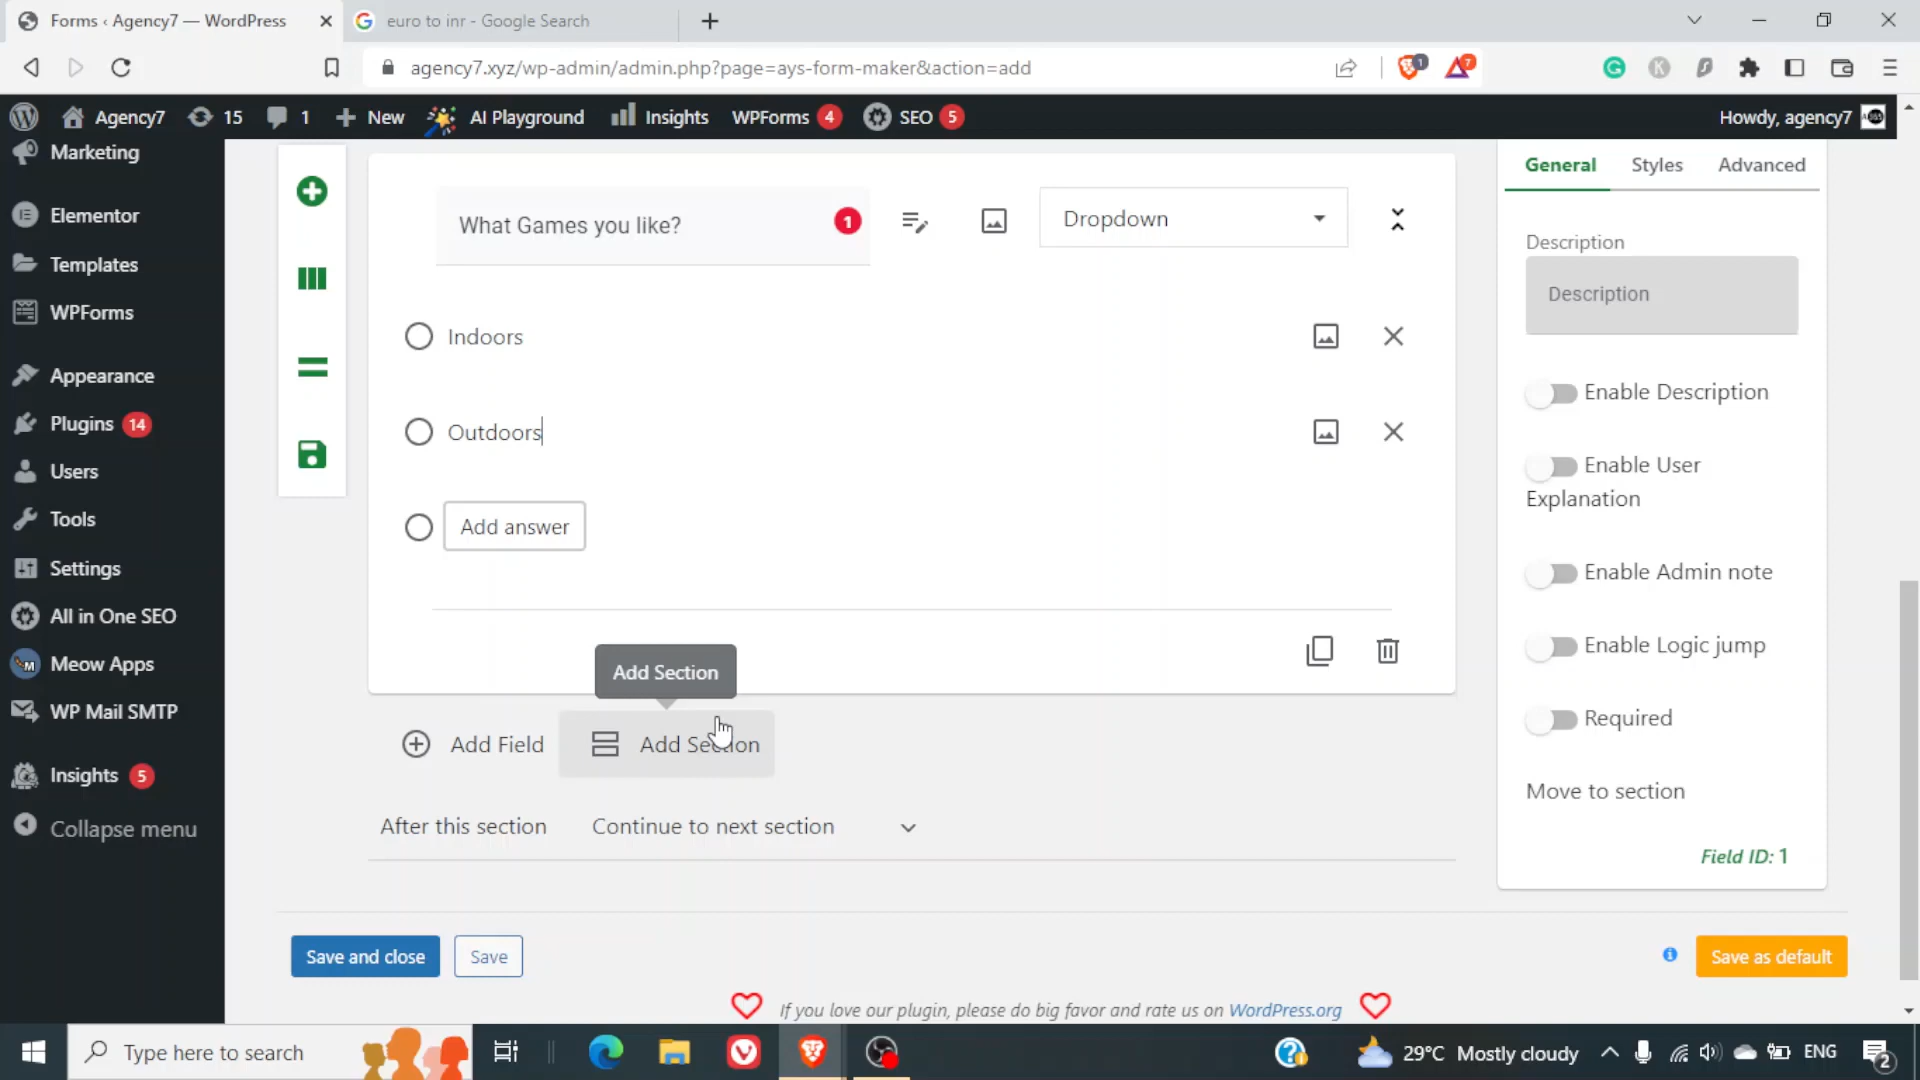 Forms ‹ Agency7 — WordPress
euro to inr - Google Search
agency7.xyz/wp-admin/admin.php?page=ays-form-maker&action=add
1
7
Agency7
15
1
New
AI Playground
Insights
WPForms
4
SEO
5
Howdy, agency7
Marketing
Elementor
Templates
WPForms
Appearance
Plugins
14
Users
Tools
Settings
All in One SEO
Meow Apps
WP Mail SMTP
Insights
5
Collapse menu
What Games you like?
1
Dropdown
Indoors
Outdoors
Add answer
Add Section
Add Field
Add Section
After this section
Continue to next section
General
Styles
Advanced
Description
Description
Enable Description
Enable User
Explanation
Enable Admin note
Enable Logic jump
Required
Move to section
Field ID: 1
Save and close
Save
Save as default
If you love our plugin, please do big favor and rate us on WordPress.org
Type here to search
29°C
Mostly cloudy
ENG
2